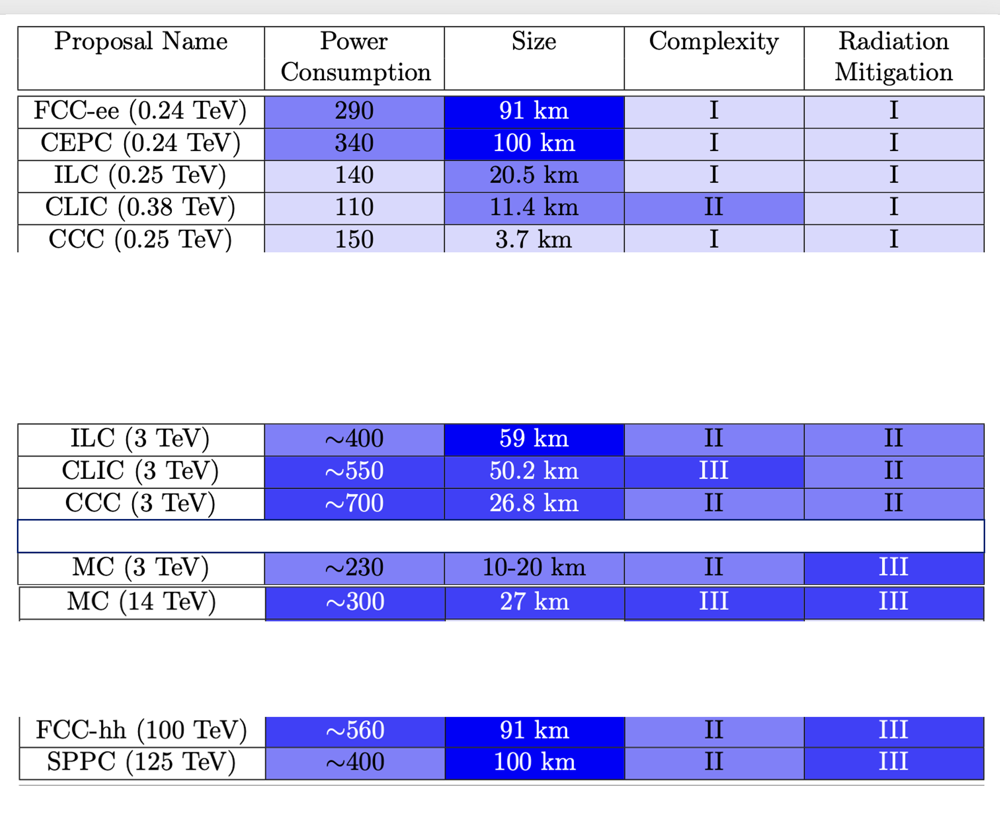 Proposal Name Power Size Complexity Radiation
Consumption Mitigation
FCC-ee (0.24 TeV) 290 91 km I I
CEPC (0.24 TeV) 340 100 km I I
ILC (0.25 TeV) 140 20.5 km I I
CLIC (0.38 TeV) 110 11.4 km II I
CCC (0.25 TeV) 150 3.7 km I I
ILC (3 TeV) ~400 59 km II II
CLIC (3 TeV) ~550 50.2 km III II
CCC (3 TeV) ~700 26.8 km II II
MC (3 TeV) ~230 10-20 km II III
MC (14 TeV) ~300 27 km III III
FCC-hh (100 TeV) ~560 91 km II III
SPPC (125 TeV) ~400 100 km II III